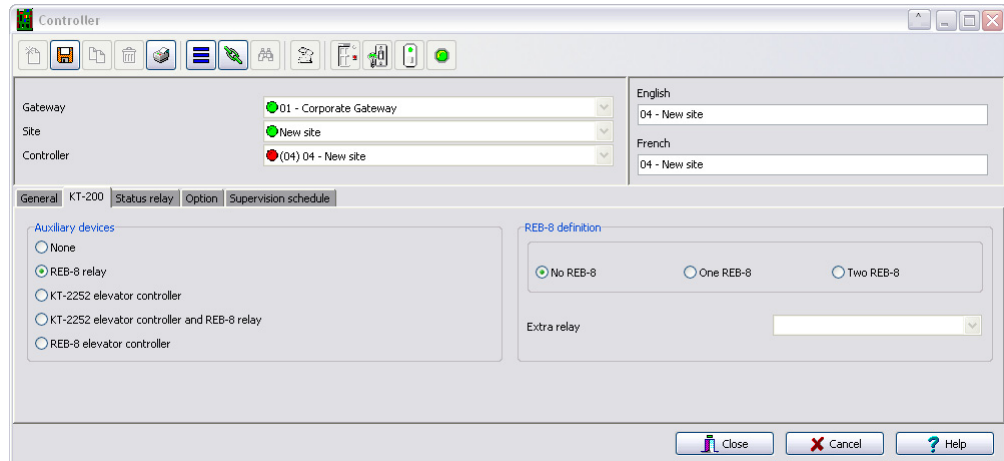 Controller
Gateway
01 - Corporate Gateway
Site
New site
Controller
(04) 04 - New site
English
04 - New site
French
04 - New site
General KT-200 Status relay Option Supervision schedule
Auxiliary devices
None
REB-8 relay
KT-2252 elevator controller
KT-2252 elevator controller and REB-8 relay
REB-8 elevator controller
REB-8 definition
No REB-8 One REB-8 Two REB-8
Extra relay
Close Cancel ? Help